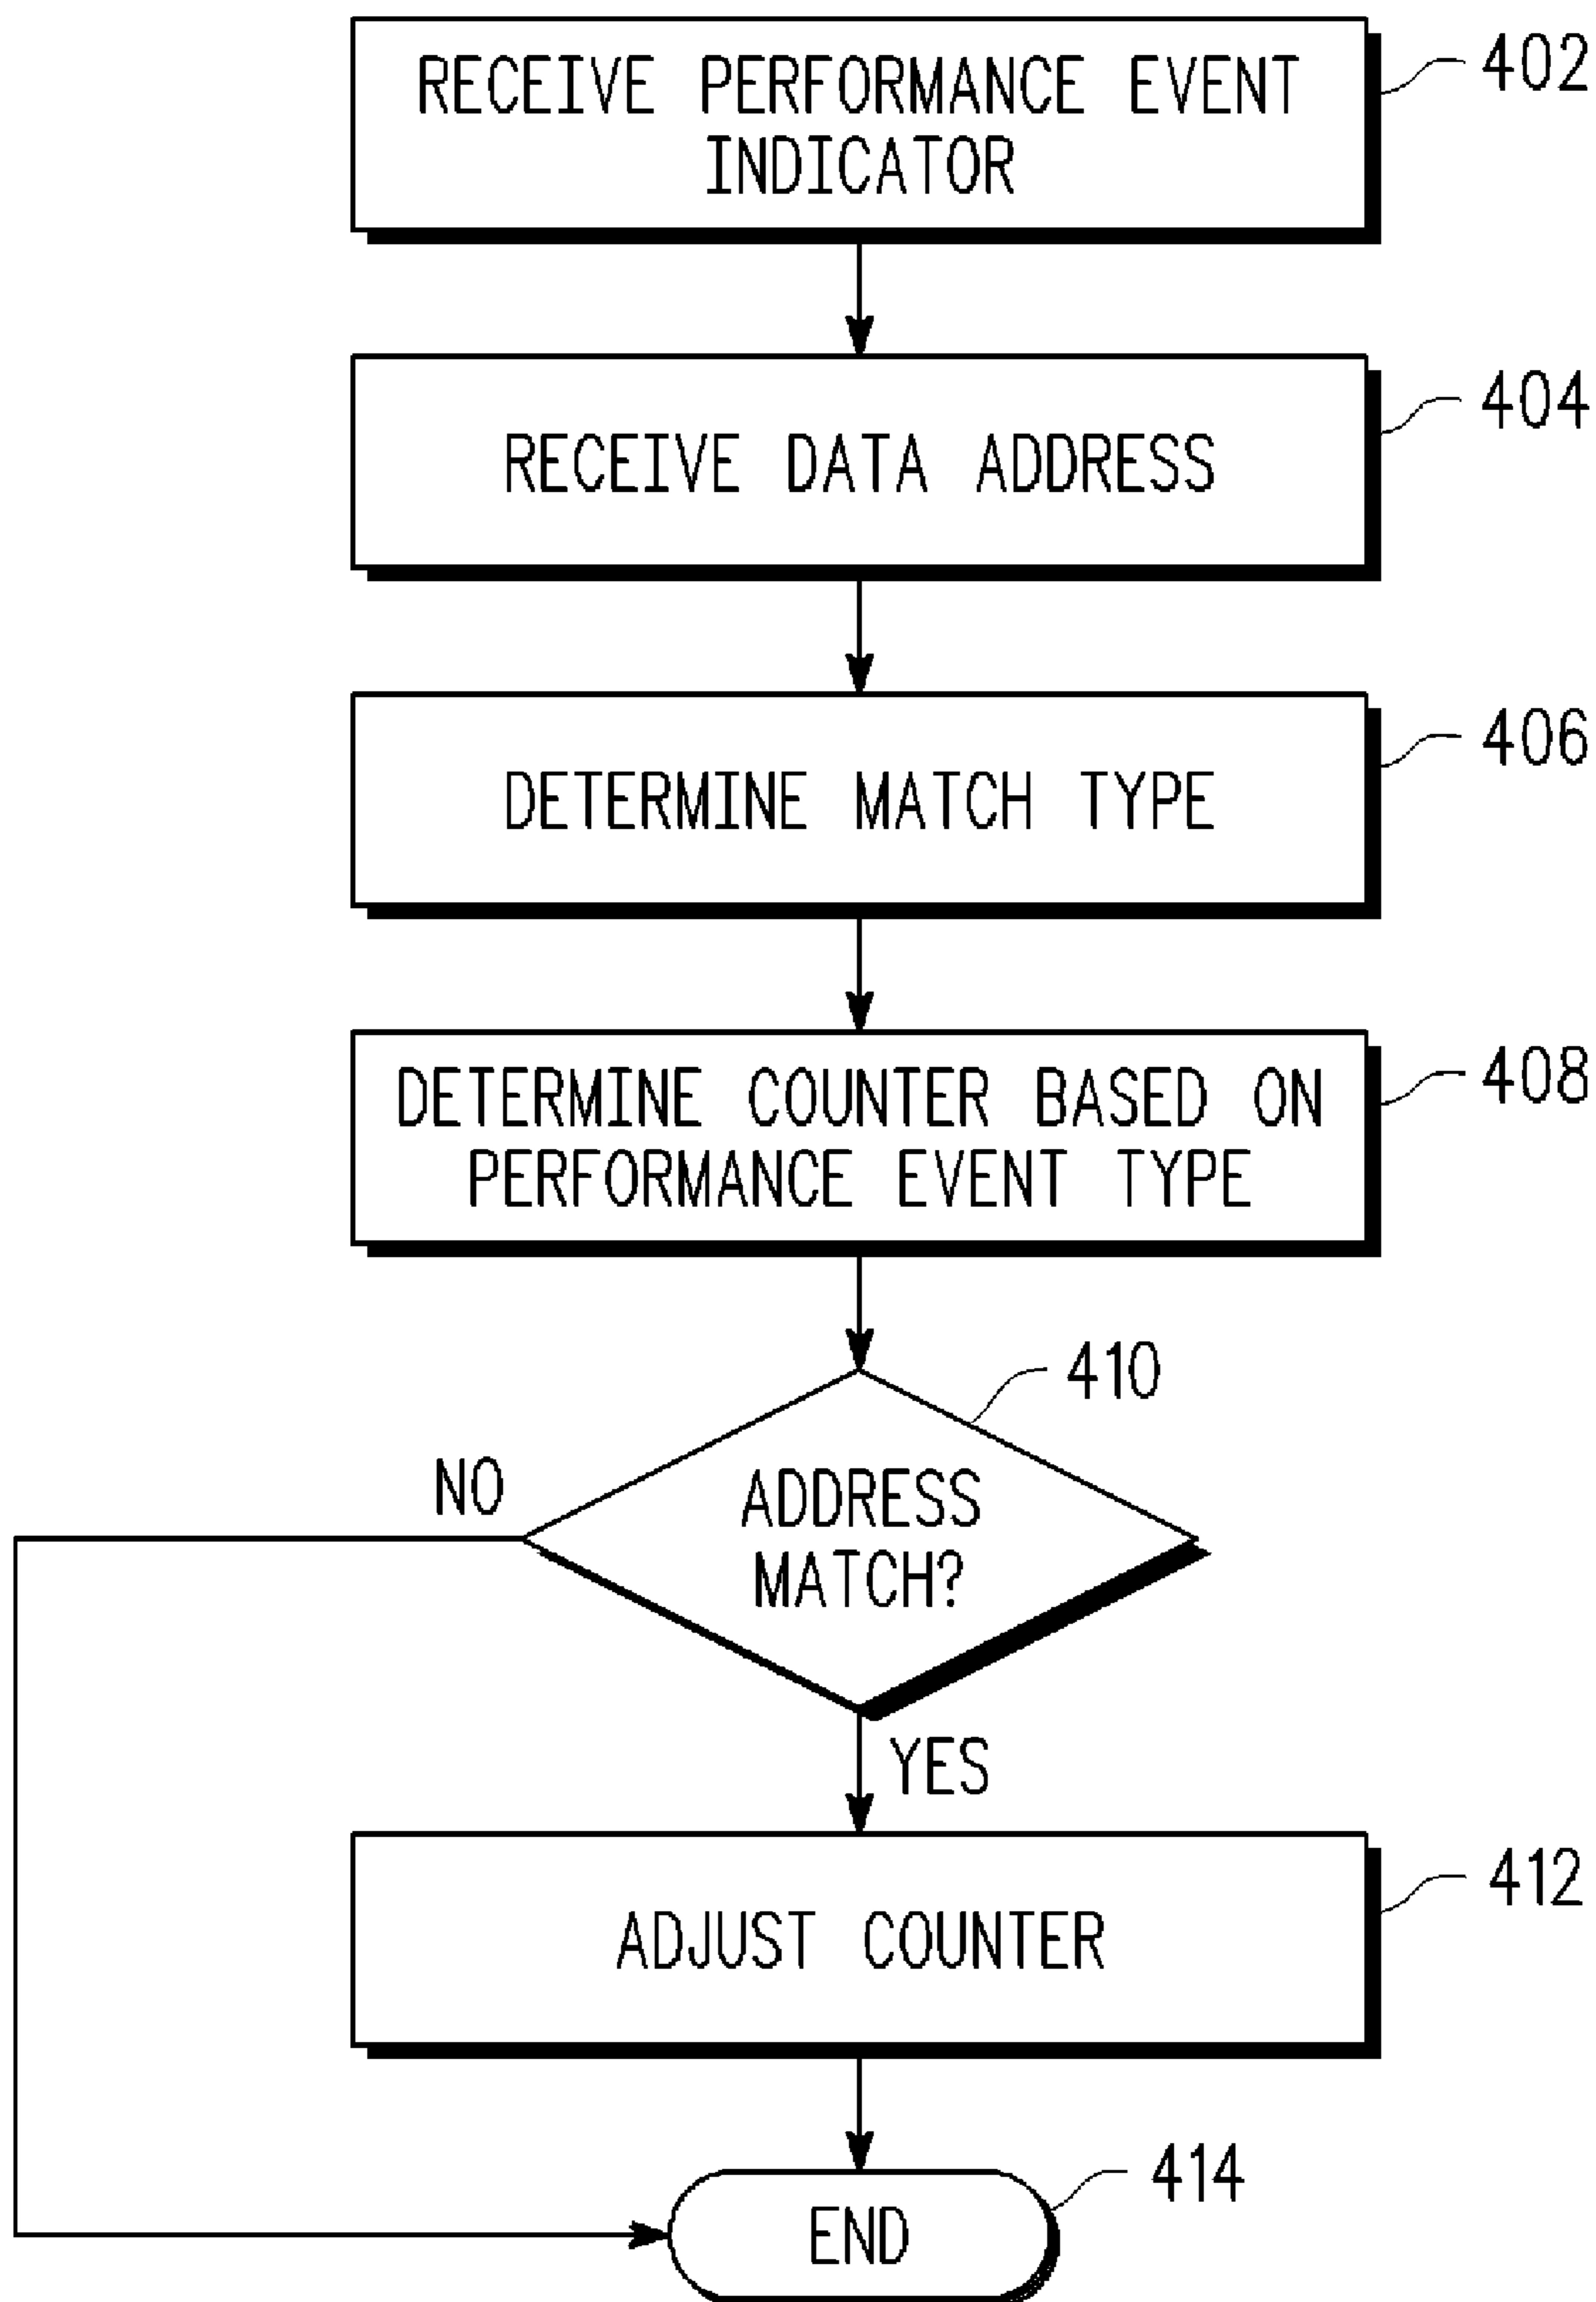 RECEIVE PERFORMANCE EVENT
INDICATOR
402
RECEIVE DATA ADDRESS
404
DETERMINE MATCH TYPE
406
DETERMINE COUNTER BASED ON
PERFORMANCE EVENT TYPE
408
410
NO
ADDRESS
MATCH?
YES
ADJUST COUNTER
412
END
414